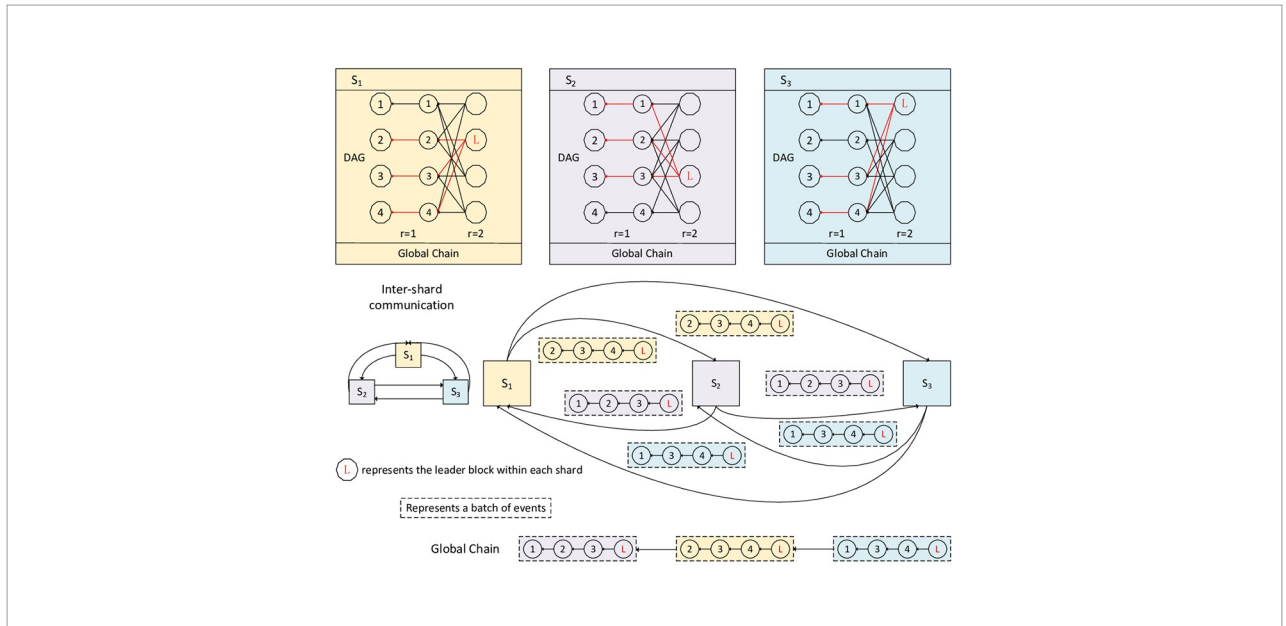 S1
S2
S3
1 1
2 2 L
DAG
3 3
4 4
r=1 r=2
Global Chain
1 1
2 2
DAG
3 3 L
4 4
r=1 r=2
Global Chain
1 1 L
2 2
DAG
3 3
4 4
r=1 r=2
Global Chain
Inter-shard
communication
S1
S2
S3
2 3 4 L
2 3 4 L
S1
S2
S3
1 2 3 L
1 2 3 L
1 3 4 L
1 3 4 L
L represents the leader block within each shard
Represents a batch of events
Global Chain 1 2 3 L 2 3 4 L 1 3 4 L